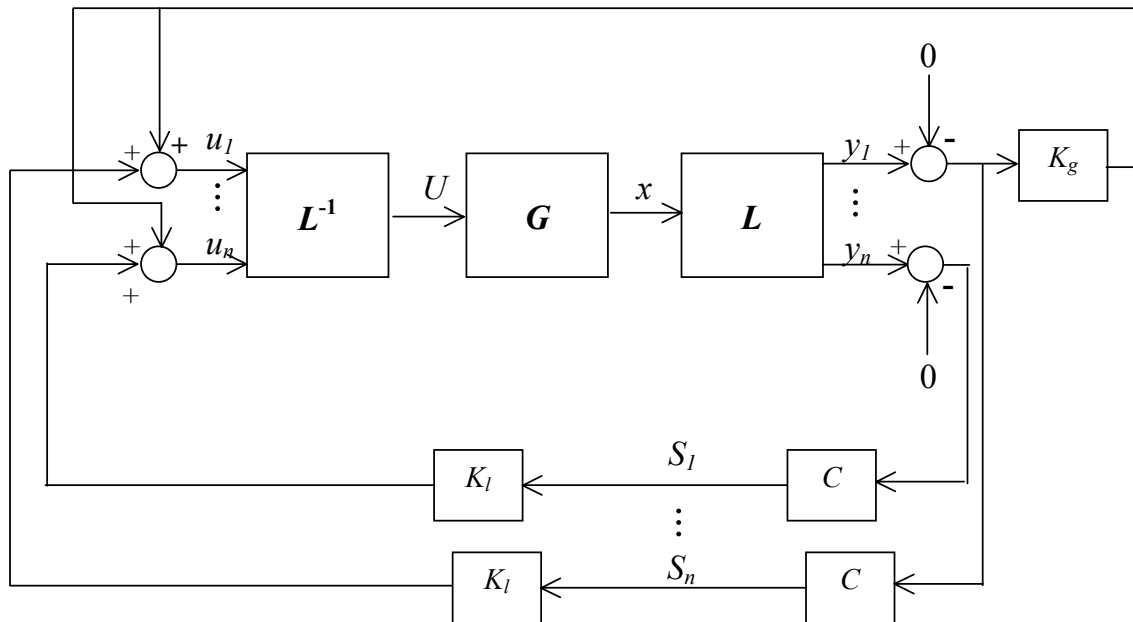 0
+ + u1 y1 + - Kg
⋮ ⋮
L-1 U G x L
+ un yn +
+ -
0
Kl S1 C
⋮
Kl Sn C